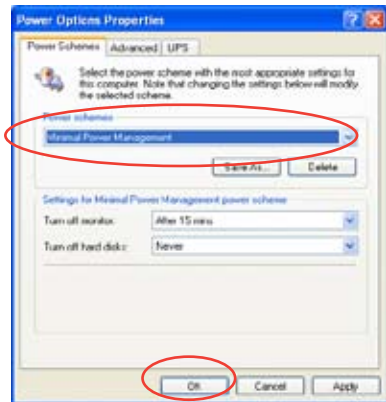 Power Options Properties
Power Schemes Advanced UPS
Select the power scheme with the most appropriate settings for
this computer. Note that changing the settings below will modify
the selected scheme.
Power schemes
Minimal Power Management
Save As... Delete
Settings for Minimal Power Management power scheme
Turn off monitor: After 15 mins
Turn off hard disks: Never
OK Cancel Apply